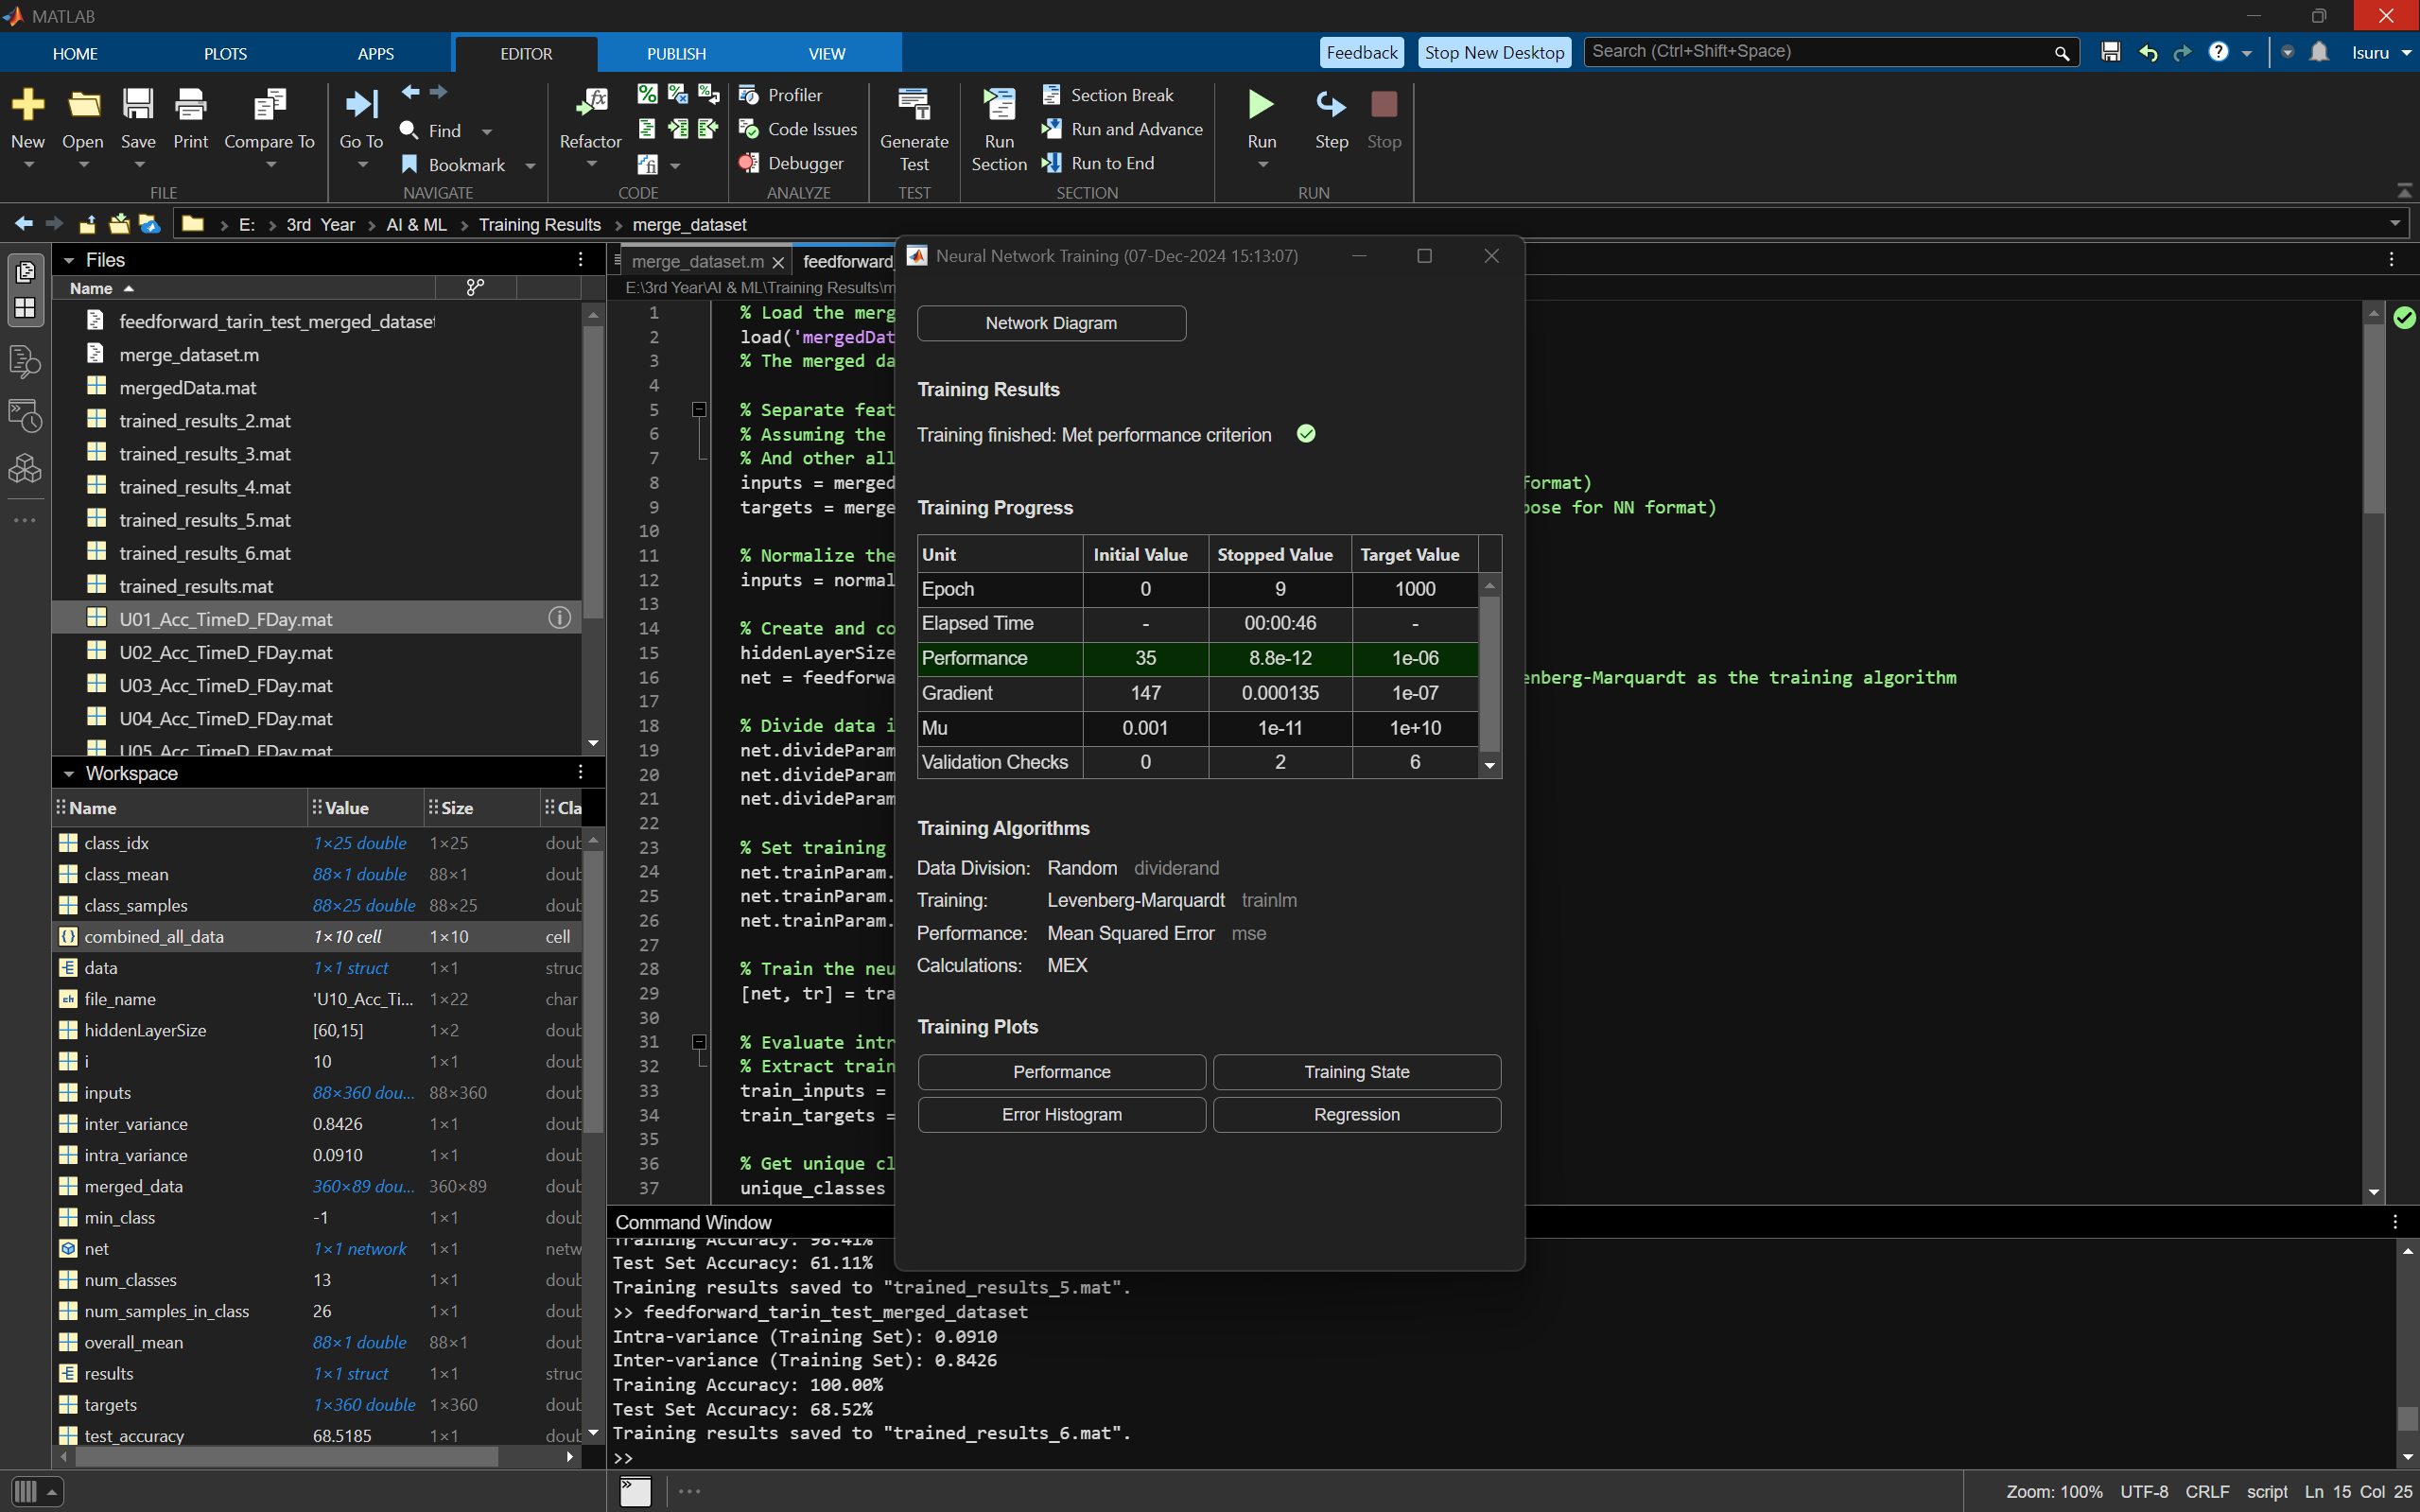 MATLAB
HOME PLOTS APPS EDITOR PUBLISH VIEW Feedback Stop New Desktop Search (Ctrl+Shift+Space) Isuru
New Open Save Print Compare To Go To Find Bookmark Refactor Profiler Code Issues Debugger Generate Test Run Section Section Break Run and Advance Run to End Run Step Stop
FILE NAVIGATE CODE ANALYZE TEST SECTION RUN
E: > 3rd Year > AI & ML > Training Results > merge_dataset
Files
Name
feedforward_tarin_test_merged_dataset
merge_dataset.m
mergedData.mat
trained_results_2.mat
trained_results_3.mat
trained_results_4.mat
trained_results_5.mat
trained_results_6.mat
trained_results.mat
U01_Acc_TimeD_FDay.mat
U02_Acc_TimeD_FDay.mat
U03_Acc_TimeD_FDay.mat
U04_Acc_TimeD_FDay.mat
U05_Acc_TimeD_FDay.mat
Workspace
Name Value Size Cla
class_idx 1×25 double 1×25 doub
class_mean 88×1 double 88×1 doub
class_samples 88×25 double 88×25 doub
combined_all_data 1×10 cell 1×10 cell
data 1×1 struct 1×1 struc
file_name 'U10_Acc_Ti... 1×22 char
hiddenLayerSize [60,15] 1×2 doub
i 10 1×1 doub
inputs 88×360 dou... 88×360 doub
inter_variance 0.8426 1×1 doub
intra_variance 0.0910 1×1 doub
merged_data 360×89 dou... 360×89 doub
min_class -1 1×1 doub
net 1×1 network 1×1 netw
num_classes 13 1×1 doub
num_samples_in_class 26 1×1 doub
overall_mean 88×1 double 88×1 doub
results 1×1 struct 1×1 struc
targets 1×360 double 1×360 doub
test_accuracy 68.5185 1×1 doub
merge_dataset.m feedforward
E:\3rd Year\AI & ML\Training Results\m
1 % Load the merg
2 load('mergedDat
3 % The merged da
4
5 % Separate feat
6 % Assuming the
7 % And other all
8 inputs = merged format)
9 targets = merge pose for NN format)
10
11 % Normalize the
12 inputs = normal
13
14 % Create and co
15 hiddenLayerSize
16 net = feedforwa enberg-Marquardt as the training algorithm
17
18 % Divide data i
19 net.divideParam
20 net.divideParam
21 net.divideParam
22
23 % Set training
24 net.trainParam.
25 net.trainParam.
26 net.trainParam.
27
28 % Train the neu
29 [net, tr] = tra
30
31 % Evaluate intr
32 % Extract train
33 train_inputs =
34 train_targets =
35
36 % Get unique cl
37 unique_classes
Neural Network Training (07-Dec-2024 15:13:07)
Network Diagram
Training Results
Training finished: Met performance criterion
Training Progress
Unit Initial Value Stopped Value Target Value
Epoch 0 9 1000
Elapsed Time - 00:00:46 -
Performance 35 8.8e-12 1e-06
Gradient 147 0.000135 1e-07
Mu 0.001 1e-11 1e+10
Validation Checks 0 2 6
Training Algorithms
Data Division: Random dividerand
Training: Levenberg-Marquardt trainlm
Performance: Mean Squared Error mse
Calculations: MEX
Training Plots
Performance Training State
Error Histogram Regression
Command Window
Training Accuracy: 98.41%
Test Set Accuracy: 61.11%
Training results saved to "trained_results_5.mat".
>> feedforward_tarin_test_merged_dataset
Intra-variance (Training Set): 0.0910
Inter-variance (Training Set): 0.8426
Training Accuracy: 100.00%
Test Set Accuracy: 68.52%
Training results saved to "trained_results_6.mat".
>>
Zoom: 100% UTF-8 CRLF script Ln 15 Col 25